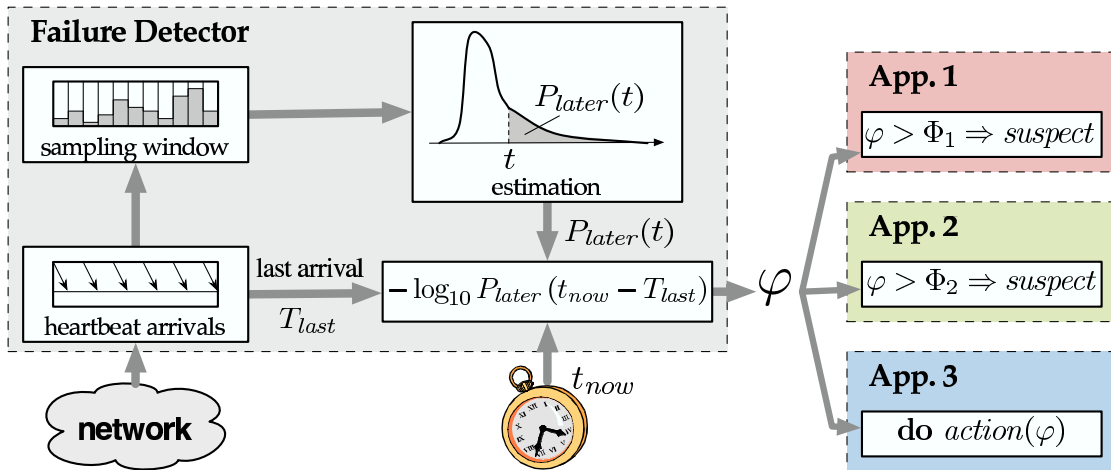 Failure Detector
sampling window
P_later(t)
t
estimation
P_later(t)
heartbeat arrivals
last arrival
T_last
− log₁₀ P_later (t_now − T_last)
φ
network
t_now
App. 1
φ > Φ₁ ⇒ suspect
App. 2
φ > Φ₂ ⇒ suspect
App. 3
do action(φ)